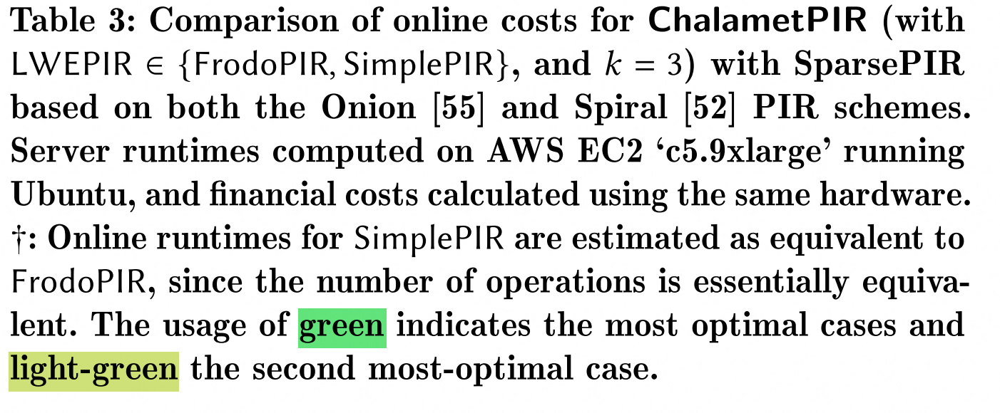 Table 3: Comparison of online costs for ChalametPIR (with
LWEPIR ∈ {FrodoPIR, SimplePIR}, and k = 3) with SparsePIR
based on both the Onion [55] and Spiral [52] PIR schemes.
Server runtimes computed on AWS EC2 ‘c5.9xlarge’ running
Ubuntu, and financial costs calculated using the same hardware.
†: Online runtimes for SimplePIR are estimated as equivalent to
FrodoPIR, since the number of operations is essentially equiva-
lent. The usage of green indicates the most optimal cases and
light-green the second most-optimal case.